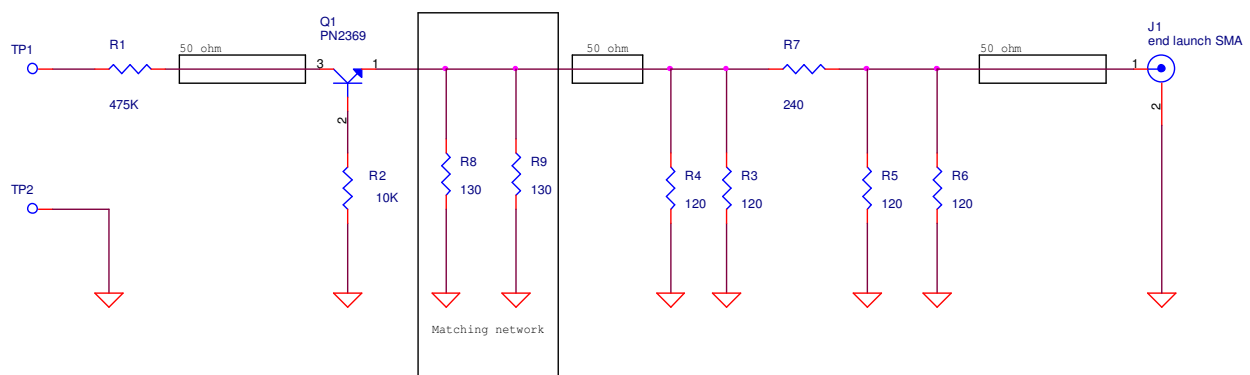 TP1
R1
475K
50 ohm
Q1
PN2369
3
1
2
R2
10K
R8
130
R9
130
Matching network
50 ohm
R4
120
R3
120
R7
240
R5
120
R6
120
50 ohm
J1
end launch SMA
1
2
TP2